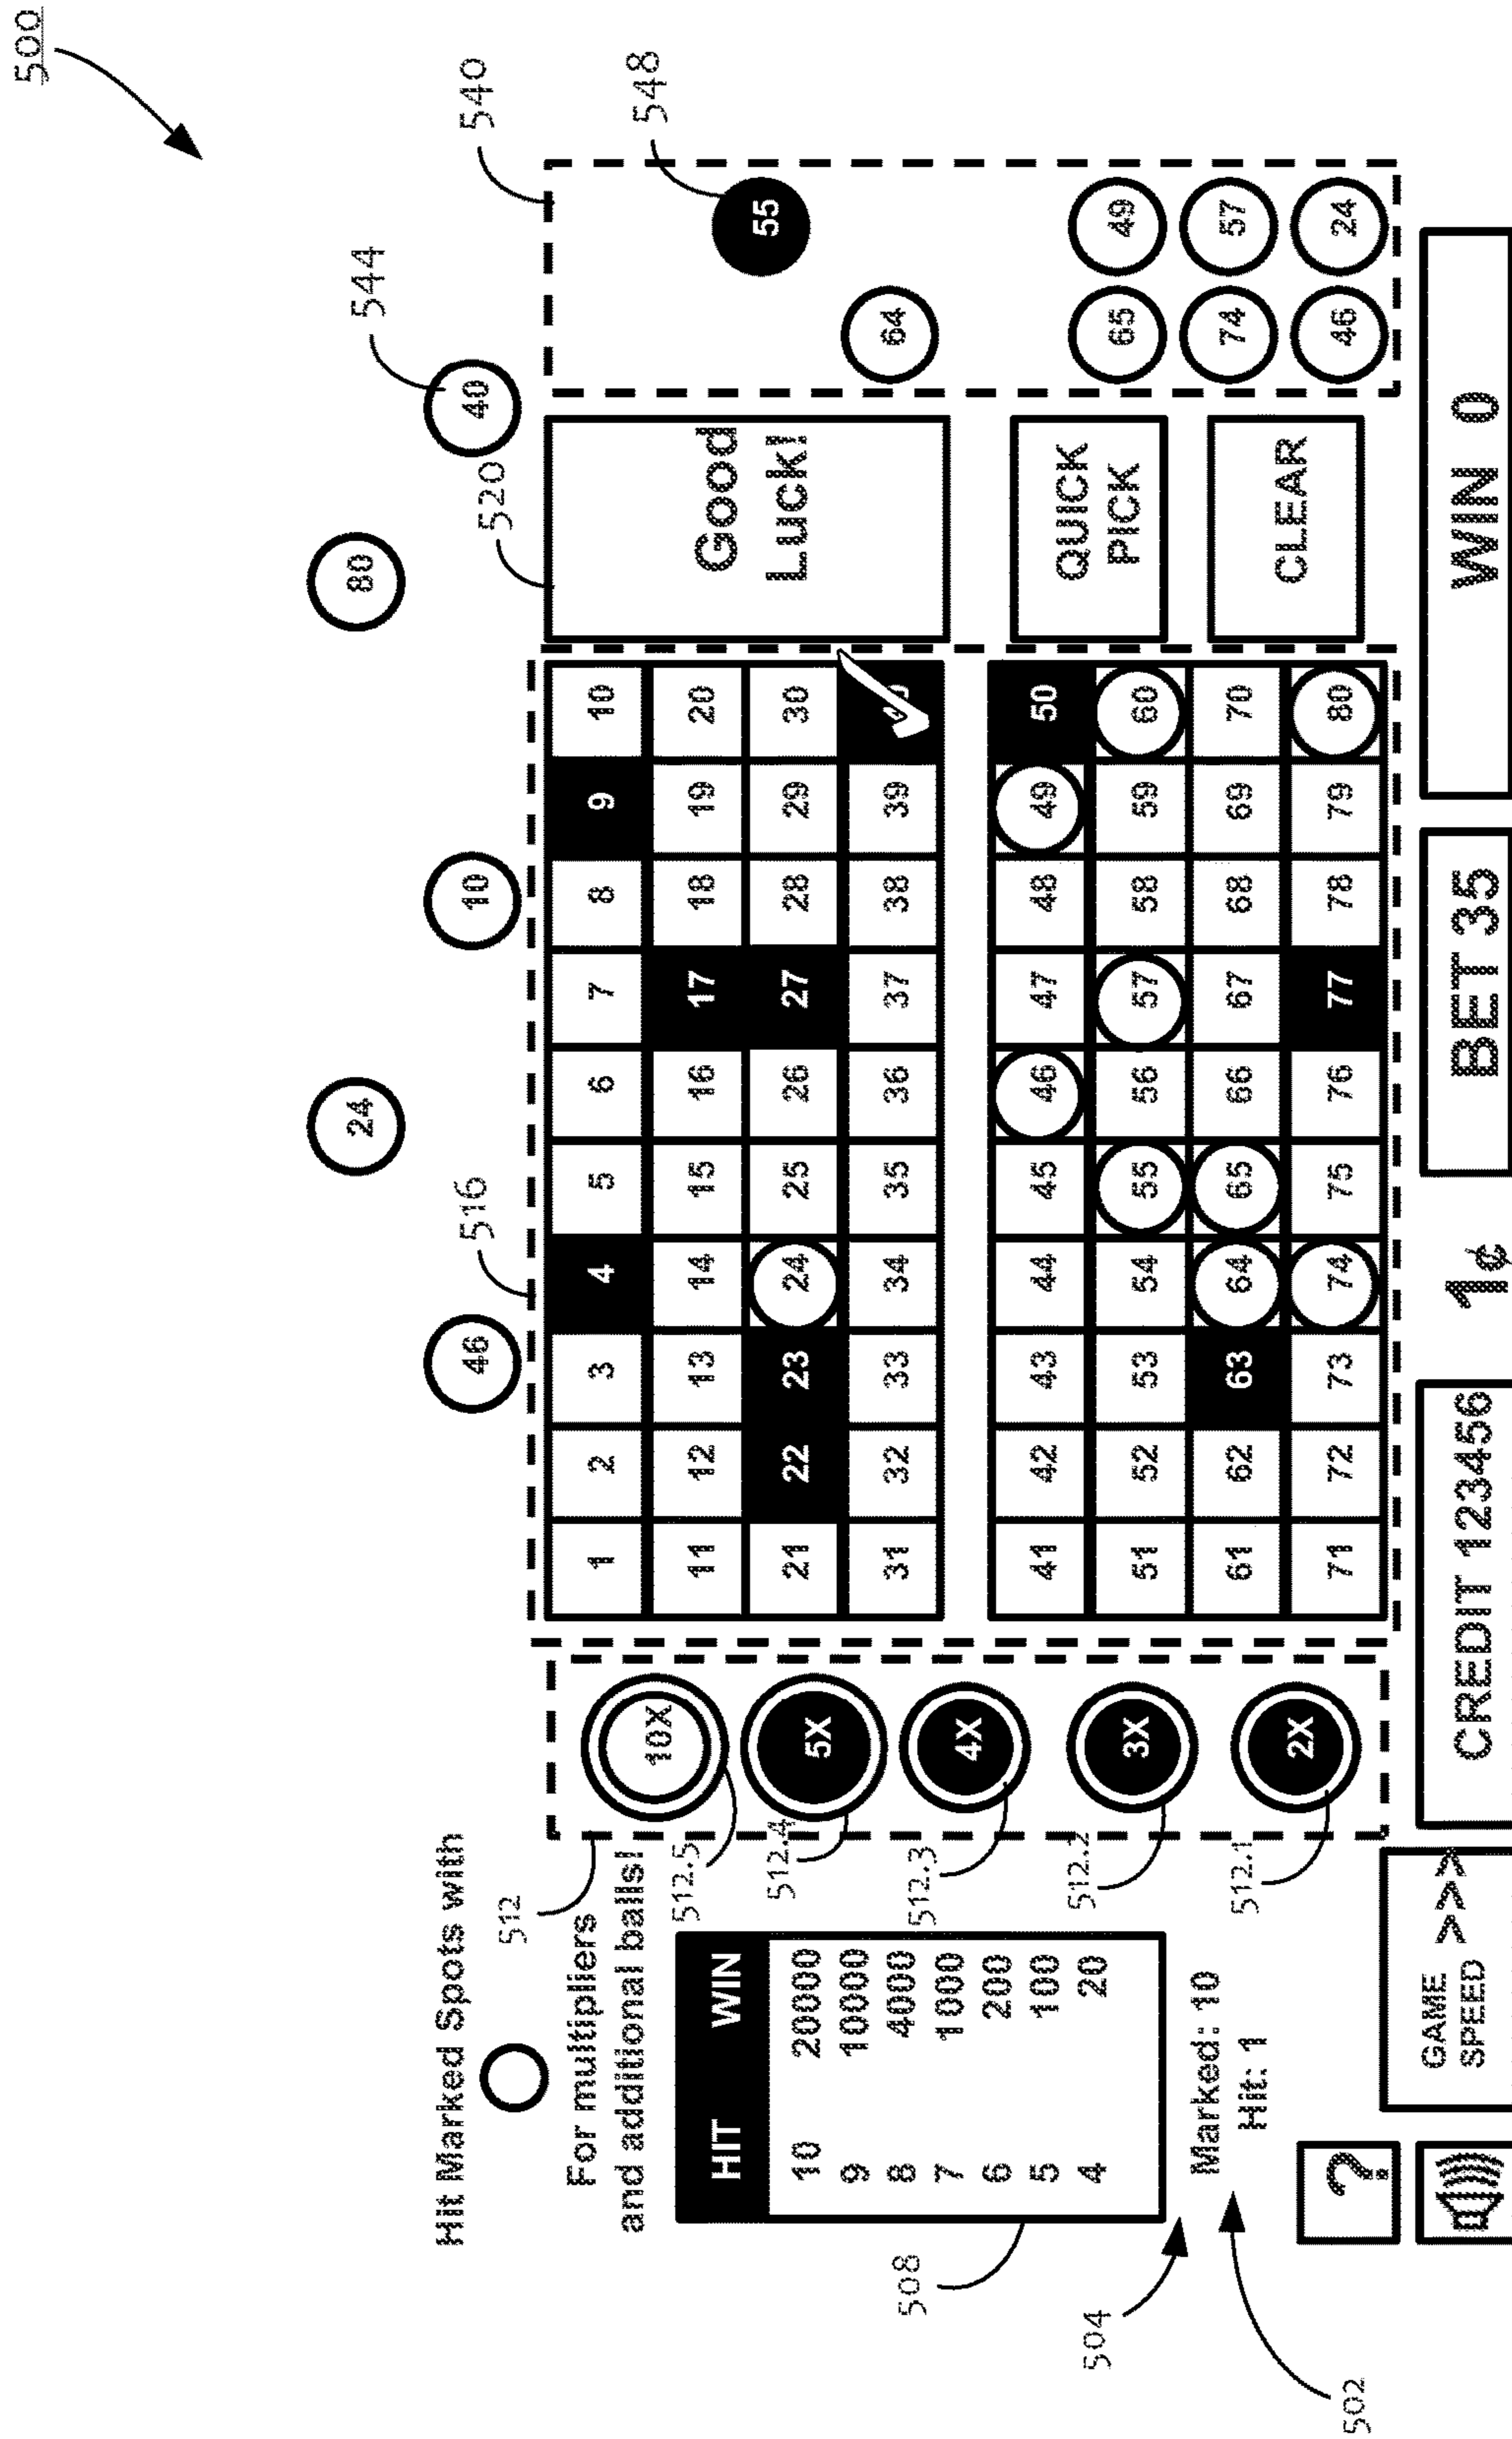 500
Hit Marked Spots with
For multipliers
and additional balls!
HIT WIN
10 20000
9 10000
8 4000
7 1000
6 200
5 100
4 20
Marked: 10
Hit: 1
508
504
502
?
GAME
SPEED >>>
512
512.5
512.4
512.3
512.2
512.1
10X
5X
4X
3X
2X
46
24
10
80
40
544
516
1 2 3 4 5 6 7 8 9 10
11 12 13 14 15 16 17 18 19 20
21 22 23 24 25 26 27 28 29 30
31 32 33 34 35 36 37 38 39
41 42 43 44 45 46 47 48 49 50
51 52 53 54 55 56 57 58 59 60
61 62 63 64 65 66 67 68 69 70
71 72 73 74 75 76 77 78 79 80
520
Good
Luck!
QUICK
PICK
CLEAR
540
548
55
64
65 49
74 57
46 24
CREDIT 123456
1¢
BET 35
WIN 0